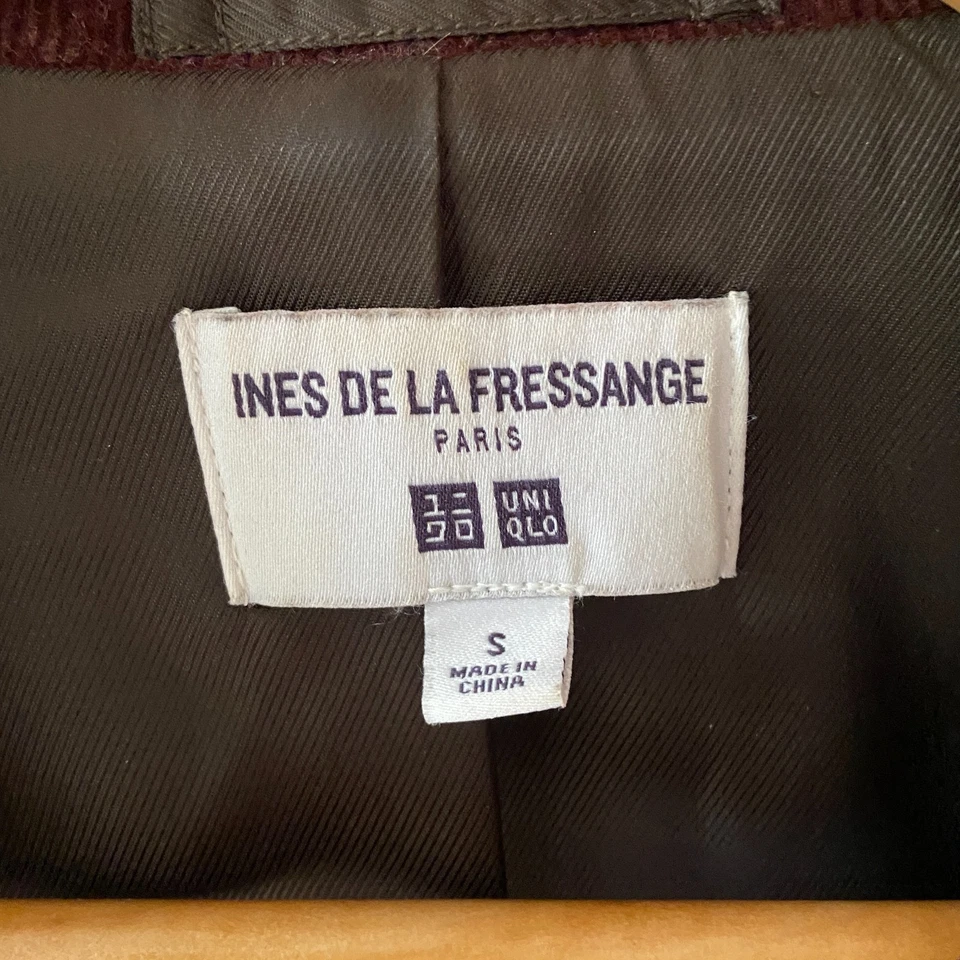 INES DE LA FRESSANGE
PARIS
ユニ UNI
クロ QLO
S
MADE IN
CHINA